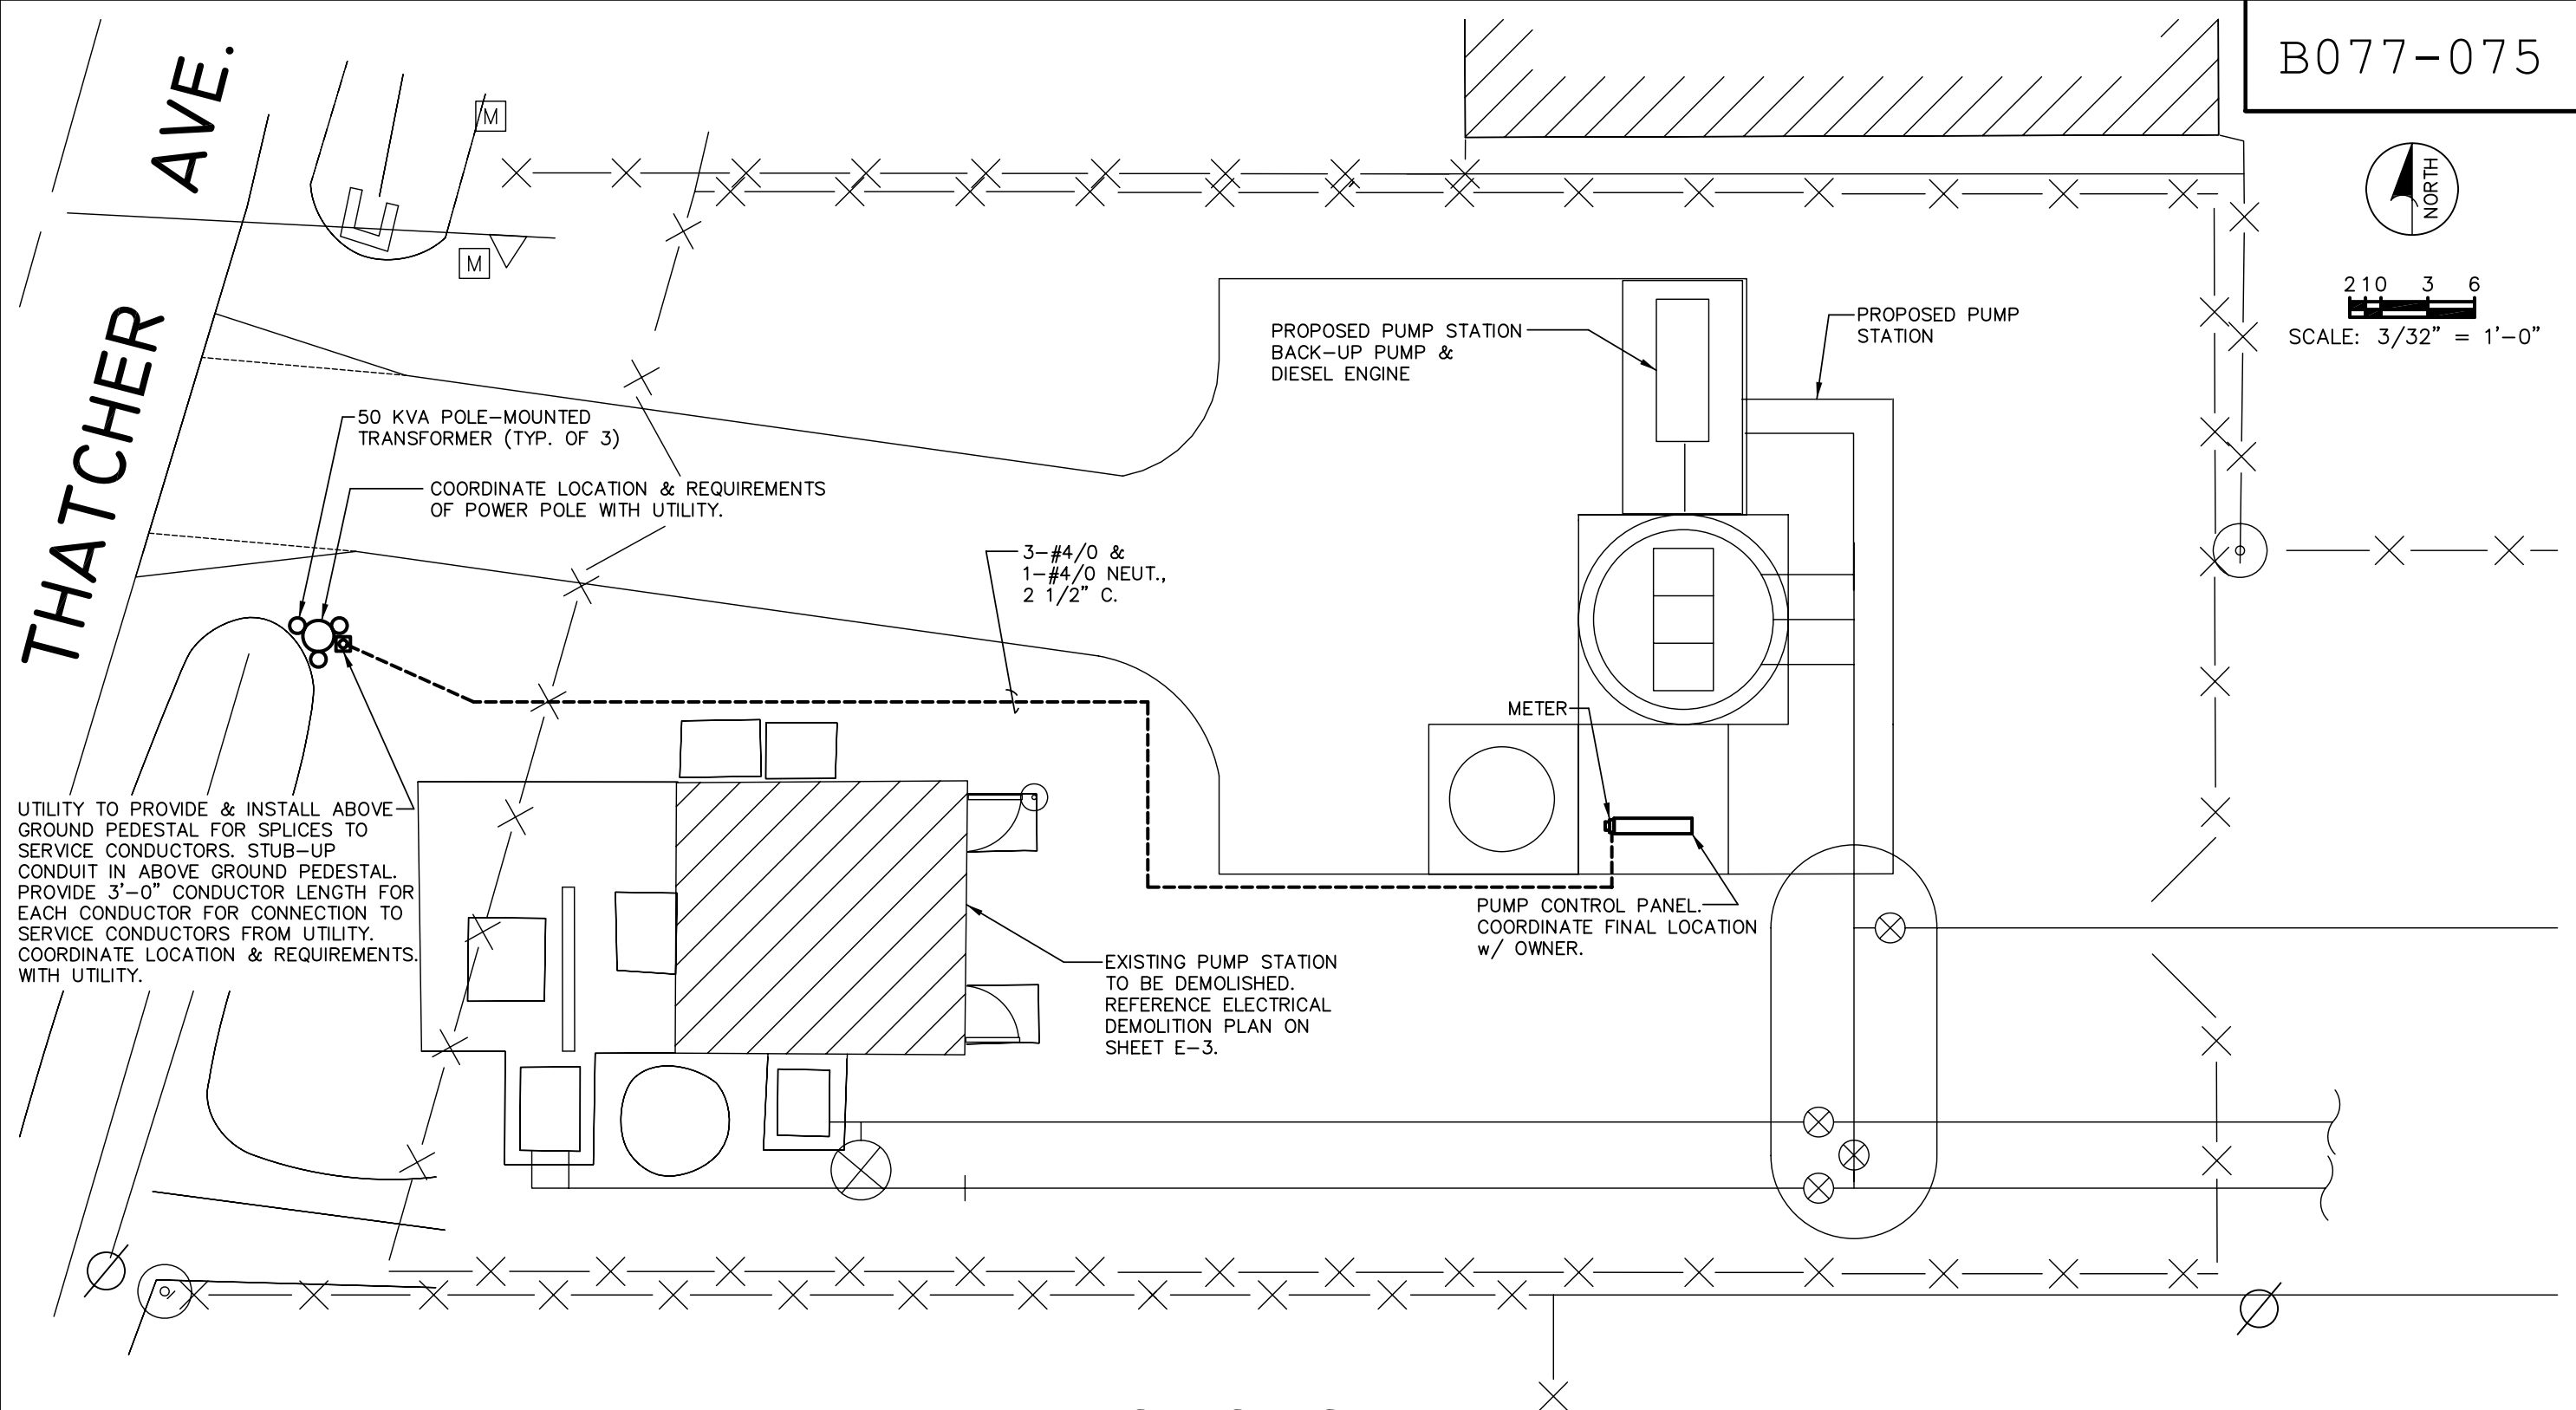 B077-075
THATCHER AVE.
M
M
NORTH
2 1 0 3 6
SCALE: 3/32" = 1'-0"
PROPOSED PUMP STATION
BACK-UP PUMP &
DIESEL ENGINE
PROPOSED PUMP
STATION
50 KVA POLE-MOUNTED
TRANSFORMER (TYP. OF 3)
COORDINATE LOCATION & REQUIREMENTS
OF POWER POLE WITH UTILITY.
3-#4/0 &
1-#4/0 NEUT.,
2 1/2" C.
METER
UTILITY TO PROVIDE & INSTALL ABOVE
GROUND PEDESTAL FOR SPLICES TO
SERVICE CONDUCTORS. STUB-UP
CONDUIT IN ABOVE GROUND PEDESTAL.
PROVIDE 3'-0" CONDUCTOR LENGTH FOR
EACH CONDUCTOR FOR CONNECTION TO
SERVICE CONDUCTORS FROM UTILITY.
COORDINATE LOCATION & REQUIREMENTS.
WITH UTILITY.
PUMP CONTROL PANEL.
COORDINATE FINAL LOCATION
w/ OWNER.
EXISTING PUMP STATION
TO BE DEMOLISHED.
REFERENCE ELECTRICAL
DEMOLITION PLAN ON
SHEET E-3.